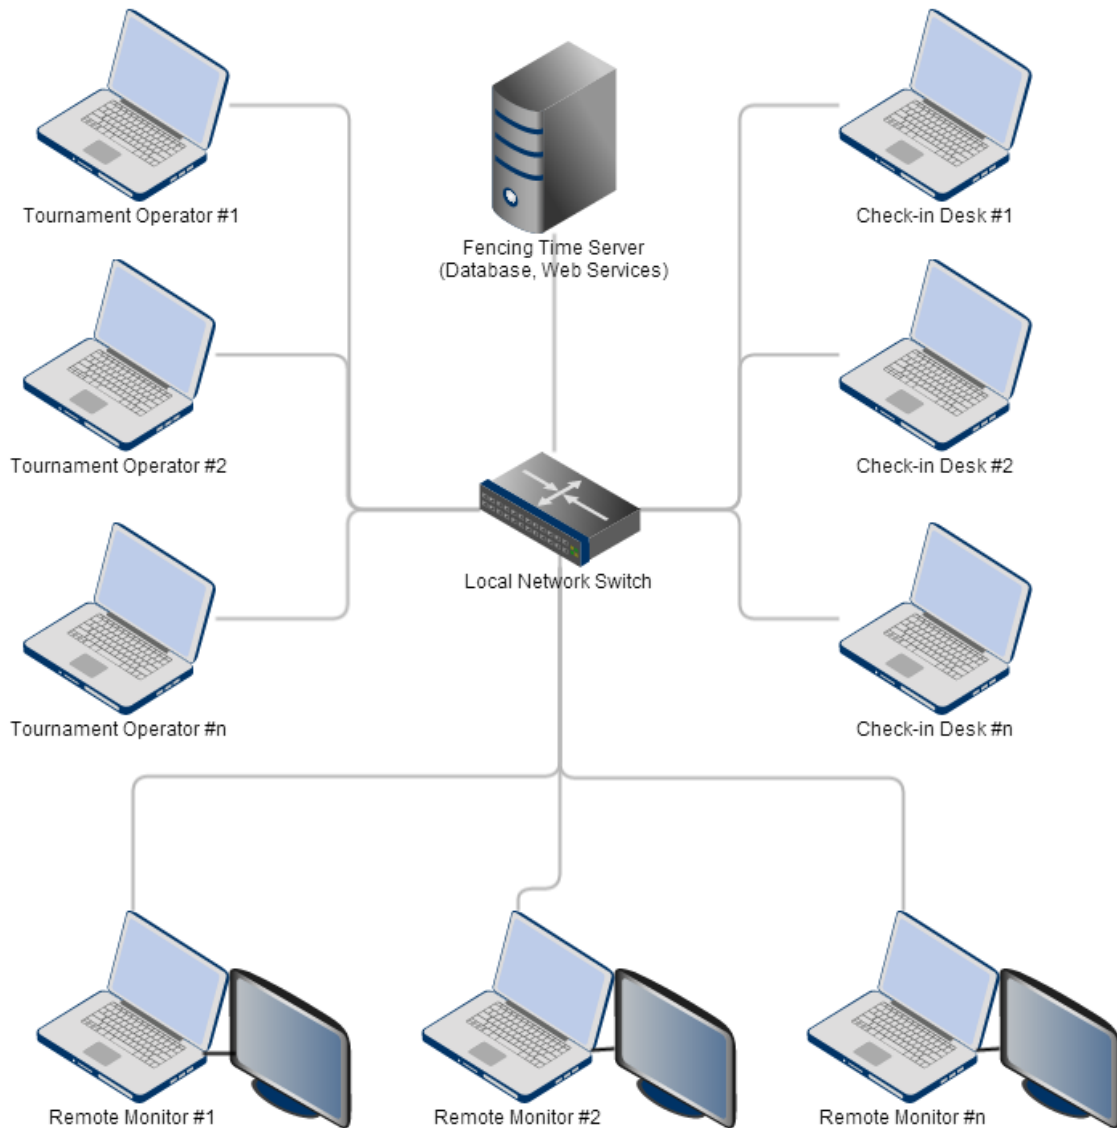 Tournament Operator #1
Fencing Time Server
(Database, Web Services)
Check-in Desk #1
Tournament Operator #2
Check-in Desk #2
Local Network Switch
Tournament Operator #n
Check-in Desk #n
Remote Monitor #1
Remote Monitor #2
Remote Monitor #n